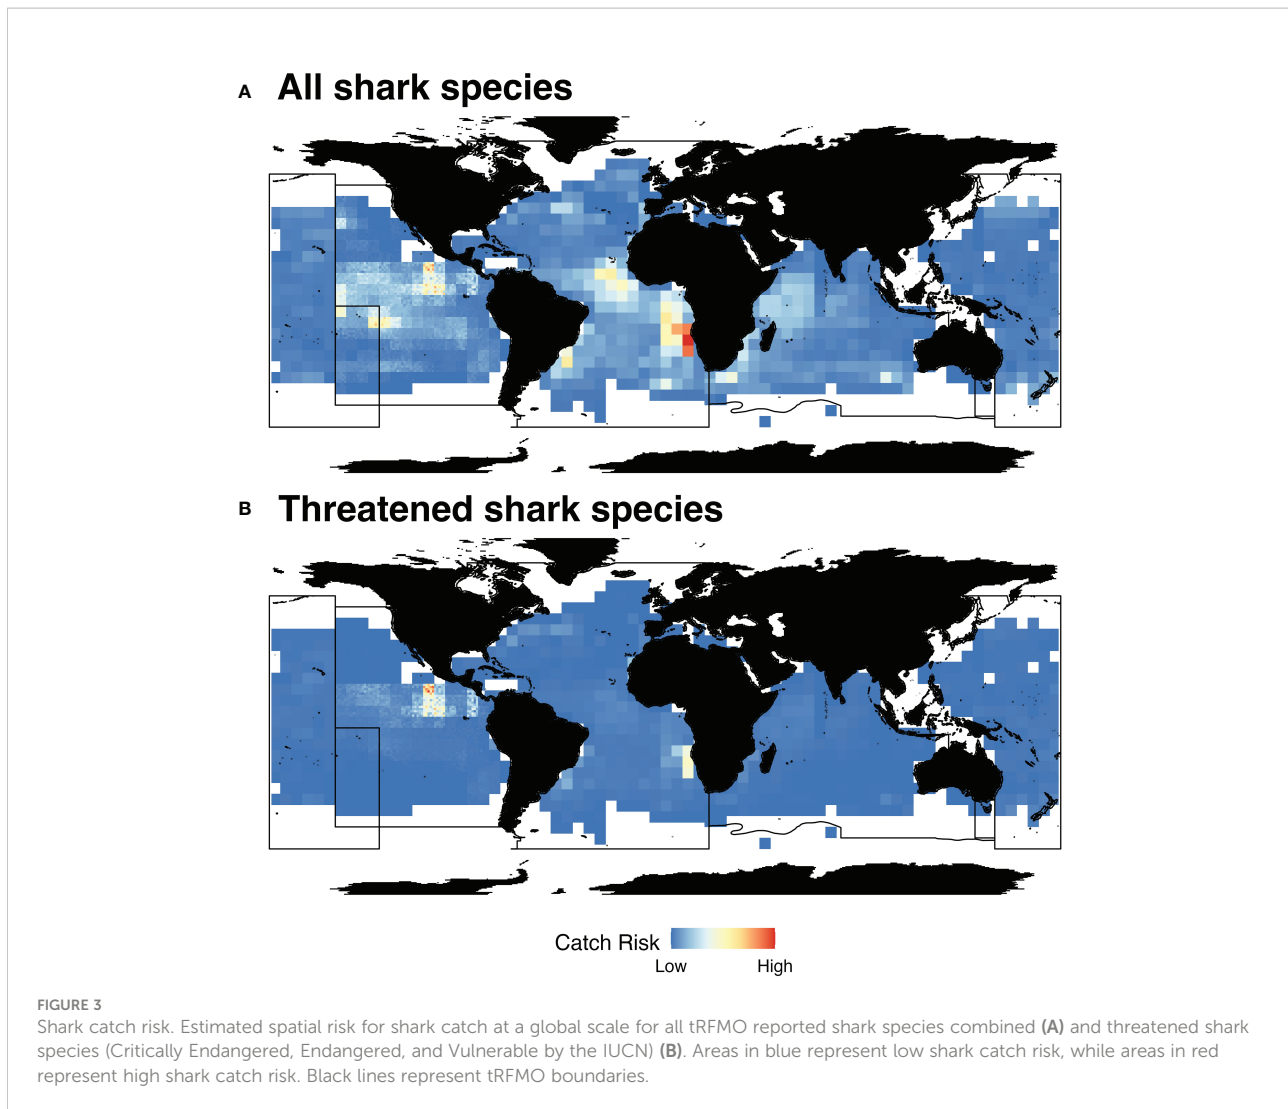 A All shark species
B Threatened shark species
Catch Risk
Low High
FIGURE 3
Shark catch risk. Estimated spatial risk for shark catch at a global scale for all tRFMO reported shark species combined (A) and threatened shark
species (Critically Endangered, Endangered, and Vulnerable by the IUCN) (B). Areas in blue represent low shark catch risk, while areas in red
represent high shark catch risk. Black lines represent tRFMO boundaries.